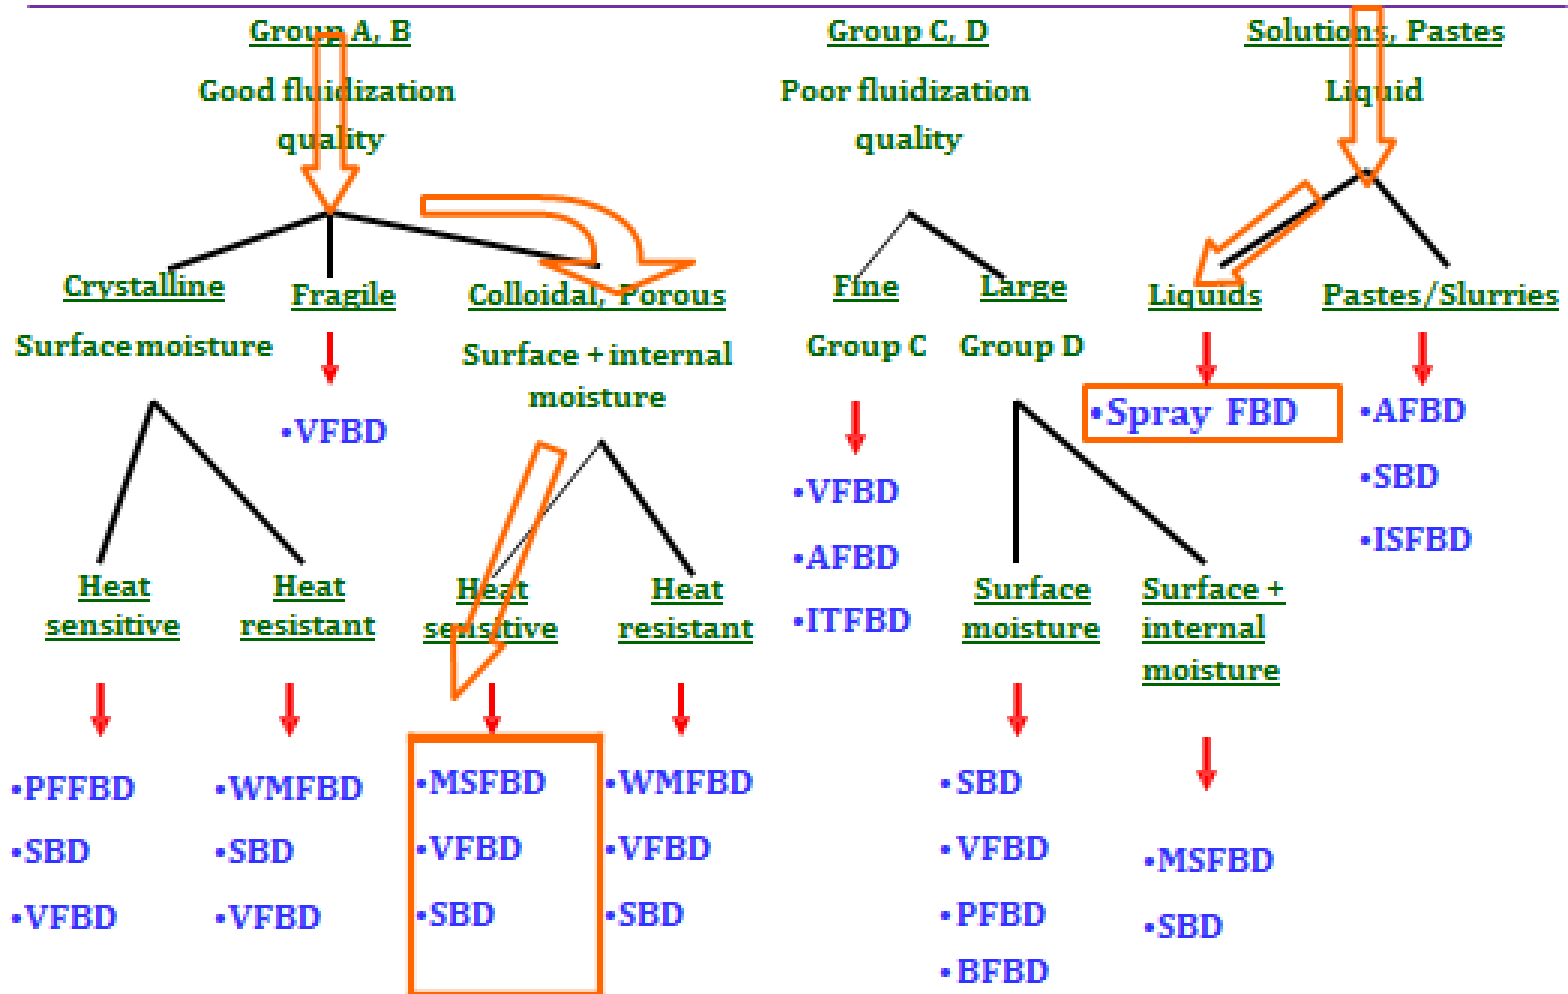 Group A, B
Good fluidization
quality
Crystalline
Surface moisture
Heat
sensitive
•PFFBD
•SBD
•VFBD
Heat
resistant
•WMFBD
•SBD
•VFBD
Fragile
•VFBD
Colloidal, Porous
Surface + internal
moisture
Heat
sensitive
•MSFBD
•VFBD
•SBD
Heat
resistant
•WMFBD
•VFBD
•SBD
Group C, D
Poor fluidization
quality
Fine
Group C
•VFBD
•AFBD
•ITFBD
Large
Group D
Surface
moisture
•SBD
•VFBD
•PFBD
•BFBD
Surface +
internal
moisture
•MSFBD
•SBD
Solutions, Pastes
Liquid
Liquids
•Spray FBD
Pastes/Slurries
•AFBD
•SBD
•ISFBD